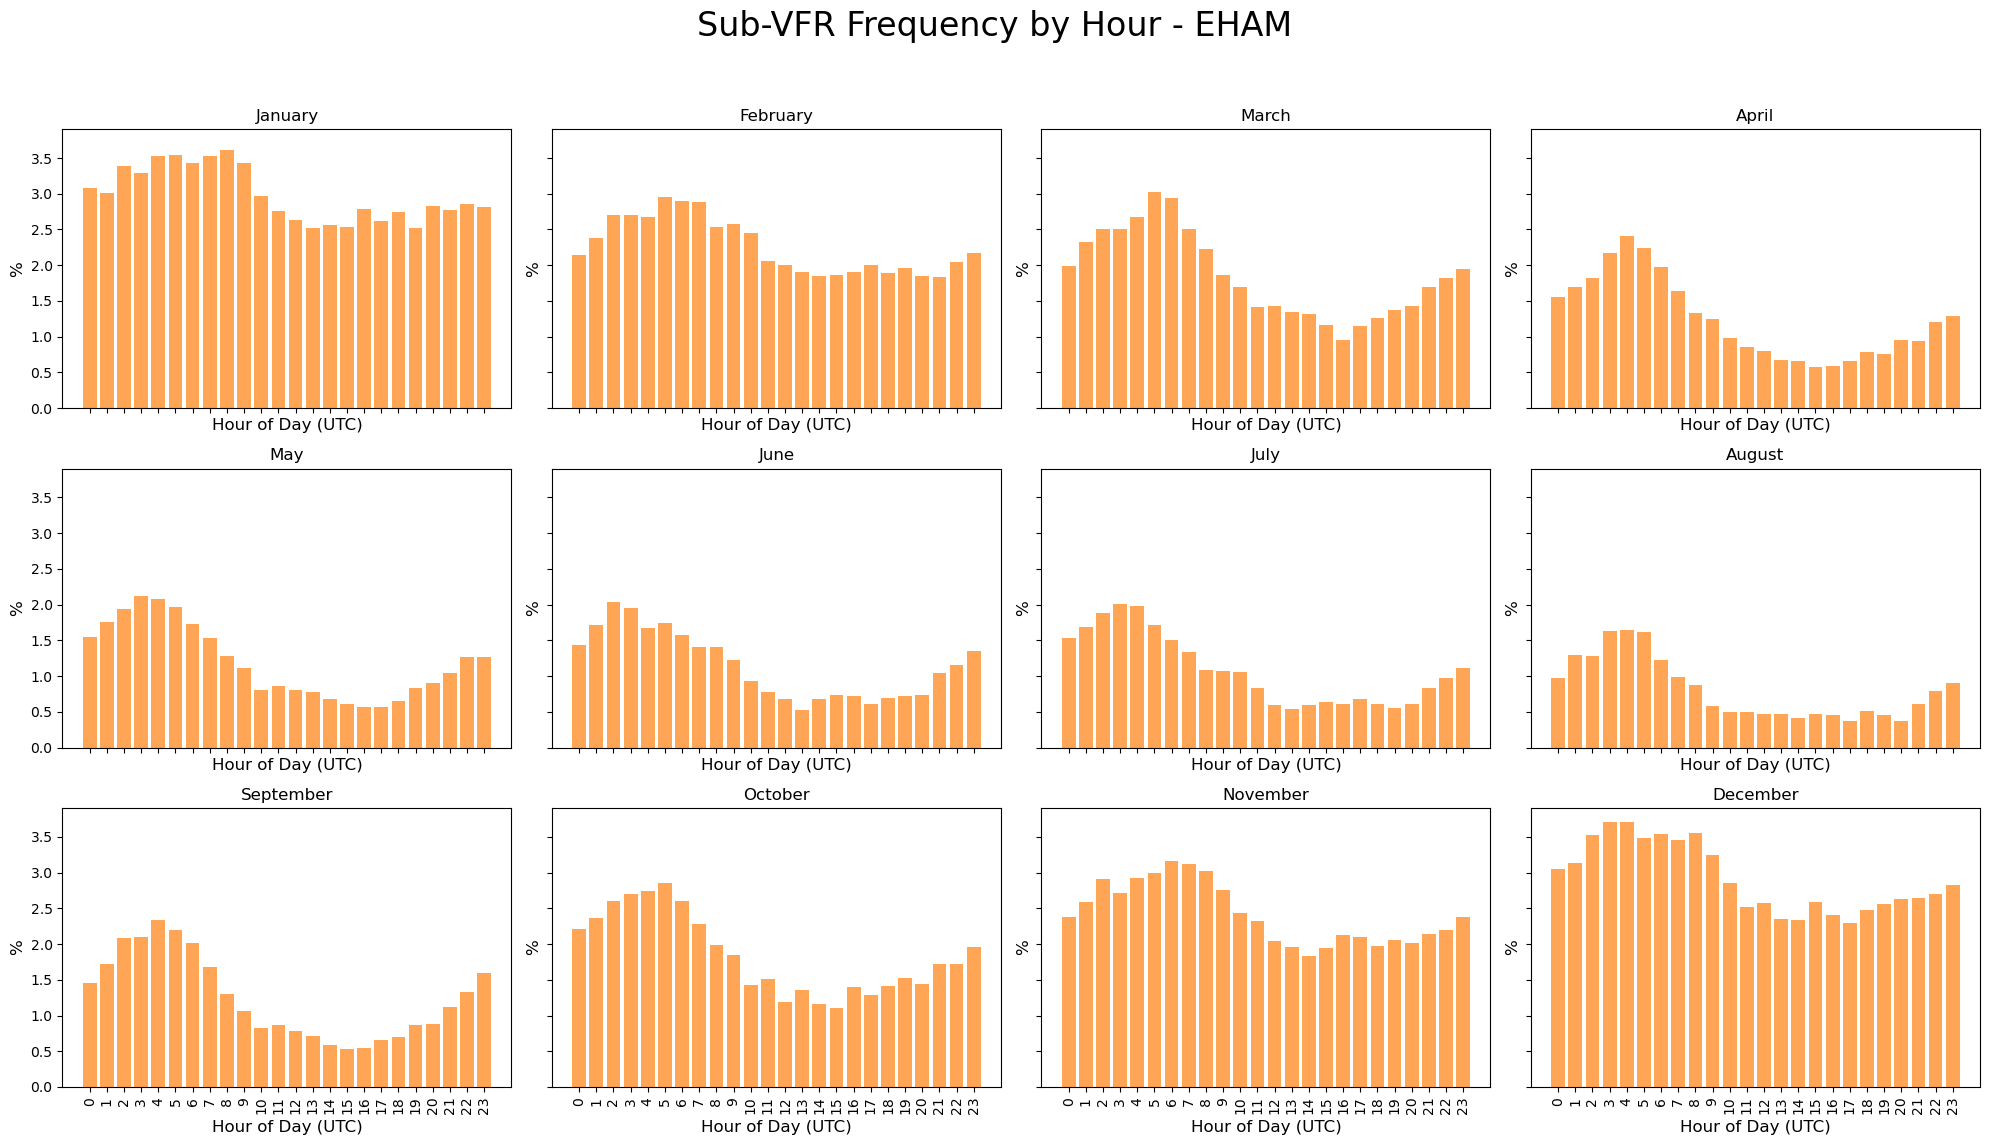 Sub-VFR Frequency by Hour - EHAM
January
February
March
April
3.5
3.0
2.5
2.0
1.5
1.0
0.5
0.0
%
%
%
%
Hour of Day (UTC)
Hour of Day (UTC)
Hour of Day (UTC)
Hour of Day (UTC)
May
June
July
August
3.5
3.0
2.5
2.0
1.5
1.0
0.5
0.0
%
%
%
%
Hour of Day (UTC)
Hour of Day (UTC)
Hour of Day (UTC)
Hour of Day (UTC)
September
October
November
December
3.5
3.0
2.5
2.0
1.5
1.0
0.5
0.0
%
%
%
%
0 1 2 3 4 5 6 7 8 9 10 11 12 13 14 15 16 17 18 19 20 21 22 23
0 1 2 3 4 5 6 7 8 9 10 11 12 13 14 15 16 17 18 19 20 21 22 23
0 1 2 3 4 5 6 7 8 9 10 11 12 13 14 15 16 17 18 19 20 21 22 23
0 1 2 3 4 5 6 7 8 9 10 11 12 13 14 15 16 17 18 19 20 21 22 23
Hour of Day (UTC)
Hour of Day (UTC)
Hour of Day (UTC)
Hour of Day (UTC)